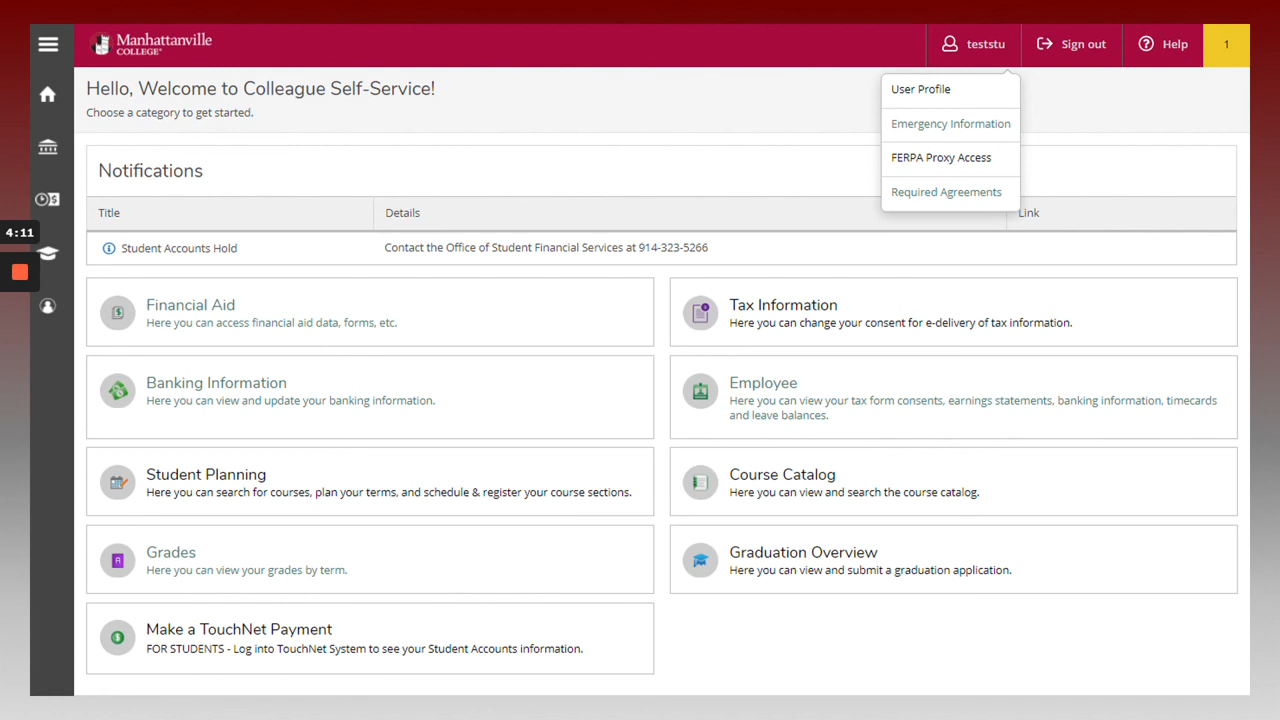 Manhattanville
COLLEGE
teststu
Sign out
Help
1
Hello, Welcome to Colleague Self-Service!
Choose a category to get started.
User Profile
Emergency Information
FERPA Proxy Access
Required Agreements
Notifications
Title
Details
Link
Student Accounts Hold
Contact the Office of Student Financial Services at 914-323-5266
4:11
Financial Aid
Here you can access financial aid data, forms, etc.
Tax Information
Here you can change your consent for e-delivery of tax information.
Banking Information
Here you can view and update your banking information.
Employee
Here you can view your tax form consents, earnings statements, banking information, timecards
and leave balances.
Student Planning
Here you can search for courses, plan your terms, and schedule & register your course sections.
Course Catalog
Here you can view and search the course catalog.
Grades
Here you can view your grades by term.
Graduation Overview
Here you can view and submit a graduation application.
Make a TouchNet Payment
FOR STUDENTS - Log into TouchNet System to see your Student Accounts information.